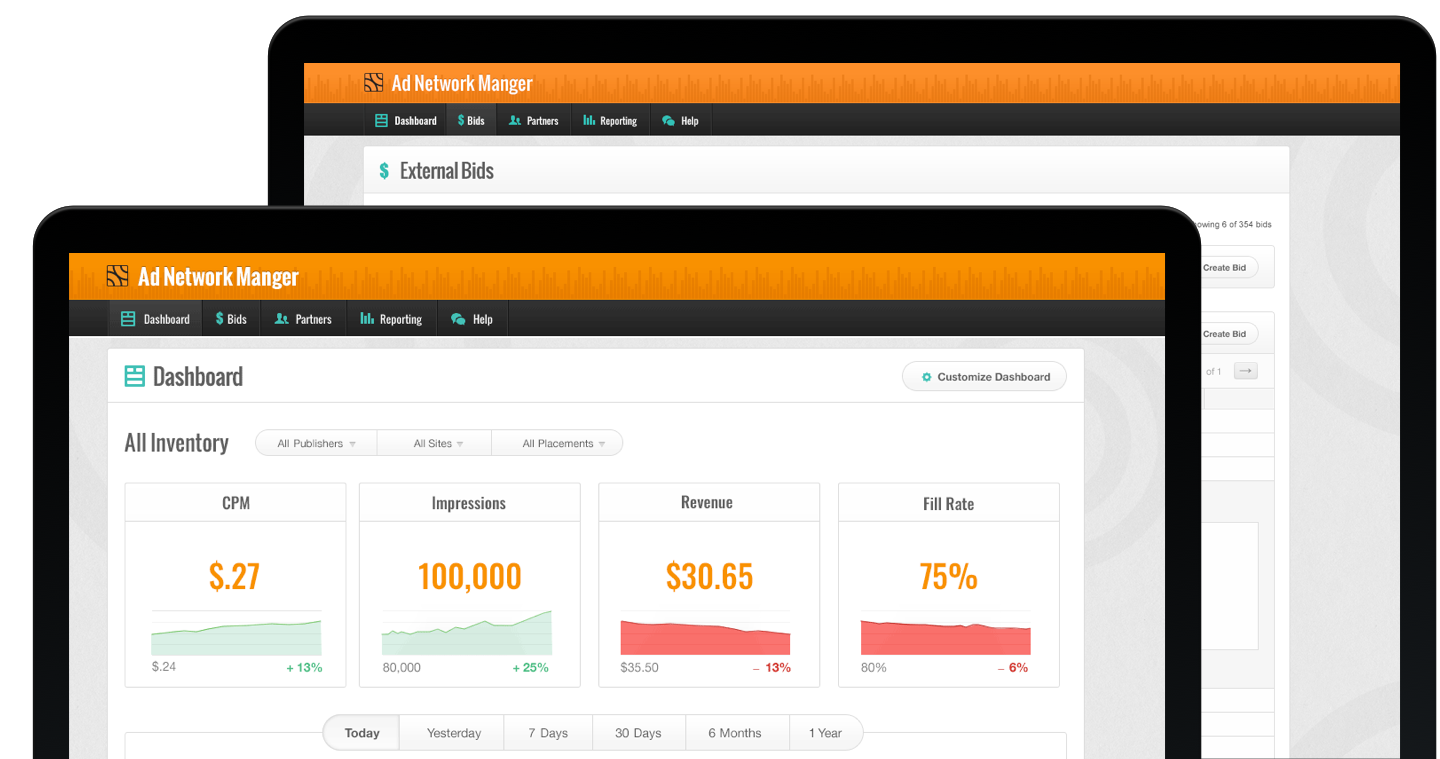 Ad Network Manger
Dashboard $ Bids Partners Reporting Help
$ External Bids
owing 6 of 354 bids
Create Bid
Create Bid
of 1 →
Ad Network Manger
Dashboard $ Bids Partners Reporting Help
Dashboard
Customize Dashboard
All Inventory All Publishers All Sites All Placements
CPM Impressions Revenue Fill Rate
$.27 100,000 $30.65 75%
$.24 + 13% 80,000 + 25% $35.50 – 13% 80% – 6%
Today Yesterday 7 Days 30 Days 6 Months 1 Year